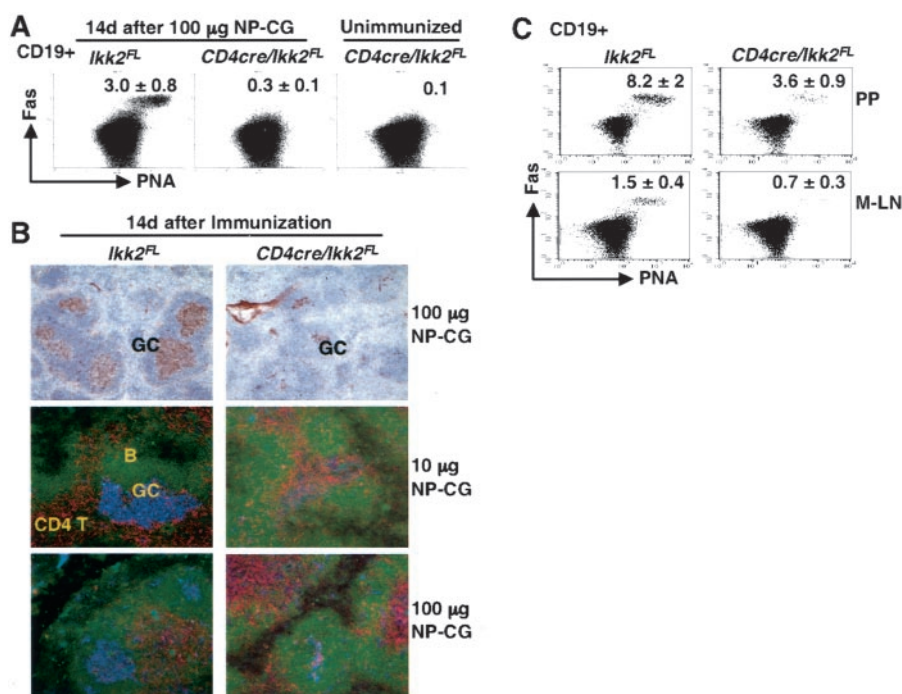 A
14d after 100 µg NP-CG
Unimmunized
CD19+
Ikk2FL
CD4cre/Ikk2FL
CD4cre/Ikk2FL
3.0 ± 0.8
0.3 ± 0.1
0.1
Fas
PNA
B
14d after Immunization
Ikk2FL
CD4cre/Ikk2FL
GC
GC
100 µg
NP-CG
B
GC
CD4 T
10 µg
NP-CG
100 µg
NP-CG
C
CD19+
Ikk2FL
CD4cre/Ikk2FL
8.2 ± 2
3.6 ± 0.9
PP
1.5 ± 0.4
0.7 ± 0.3
M-LN
Fas
PNA